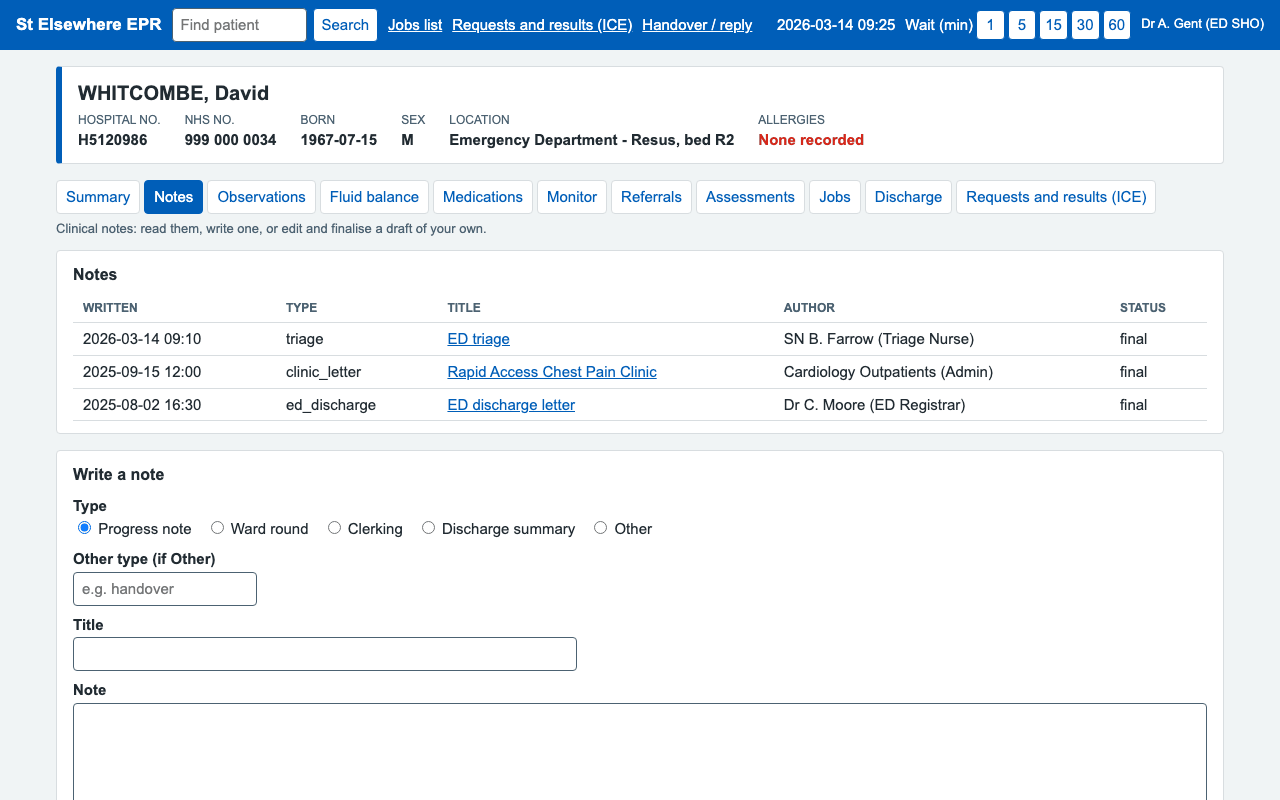 St Elsewhere EPR Find patient Search Jobs list Requests and results (ICE) Handover / reply 2026-03-14 09:25 Wait (min) 1 5 15 30 60 Dr A. Gent (ED SHO)
WHITCOMBE, David
HOSPITAL NO. NHS NO. BORN SEX LOCATION ALLERGIES
H5120986 999 000 0034 1967-07-15 M Emergency Department - Resus, bed R2 None recorded
Summary Notes Observations Fluid balance Medications Monitor Referrals Assessments Jobs Discharge Requests and results (ICE)
Clinical notes: read them, write one, or edit and finalise a draft of your own.
Notes
WRITTEN TYPE TITLE AUTHOR STATUS
2026-03-14 09:10 triage ED triage SN B. Farrow (Triage Nurse) final
2025-09-15 12:00 clinic_letter Rapid Access Chest Pain Clinic Cardiology Outpatients (Admin) final
2025-08-02 16:30 ed_discharge ED discharge letter Dr C. Moore (ED Registrar) final
Write a note
Type
Progress note Ward round Clerking Discharge summary Other
Other type (if Other)
e.g. handover
Title
Note